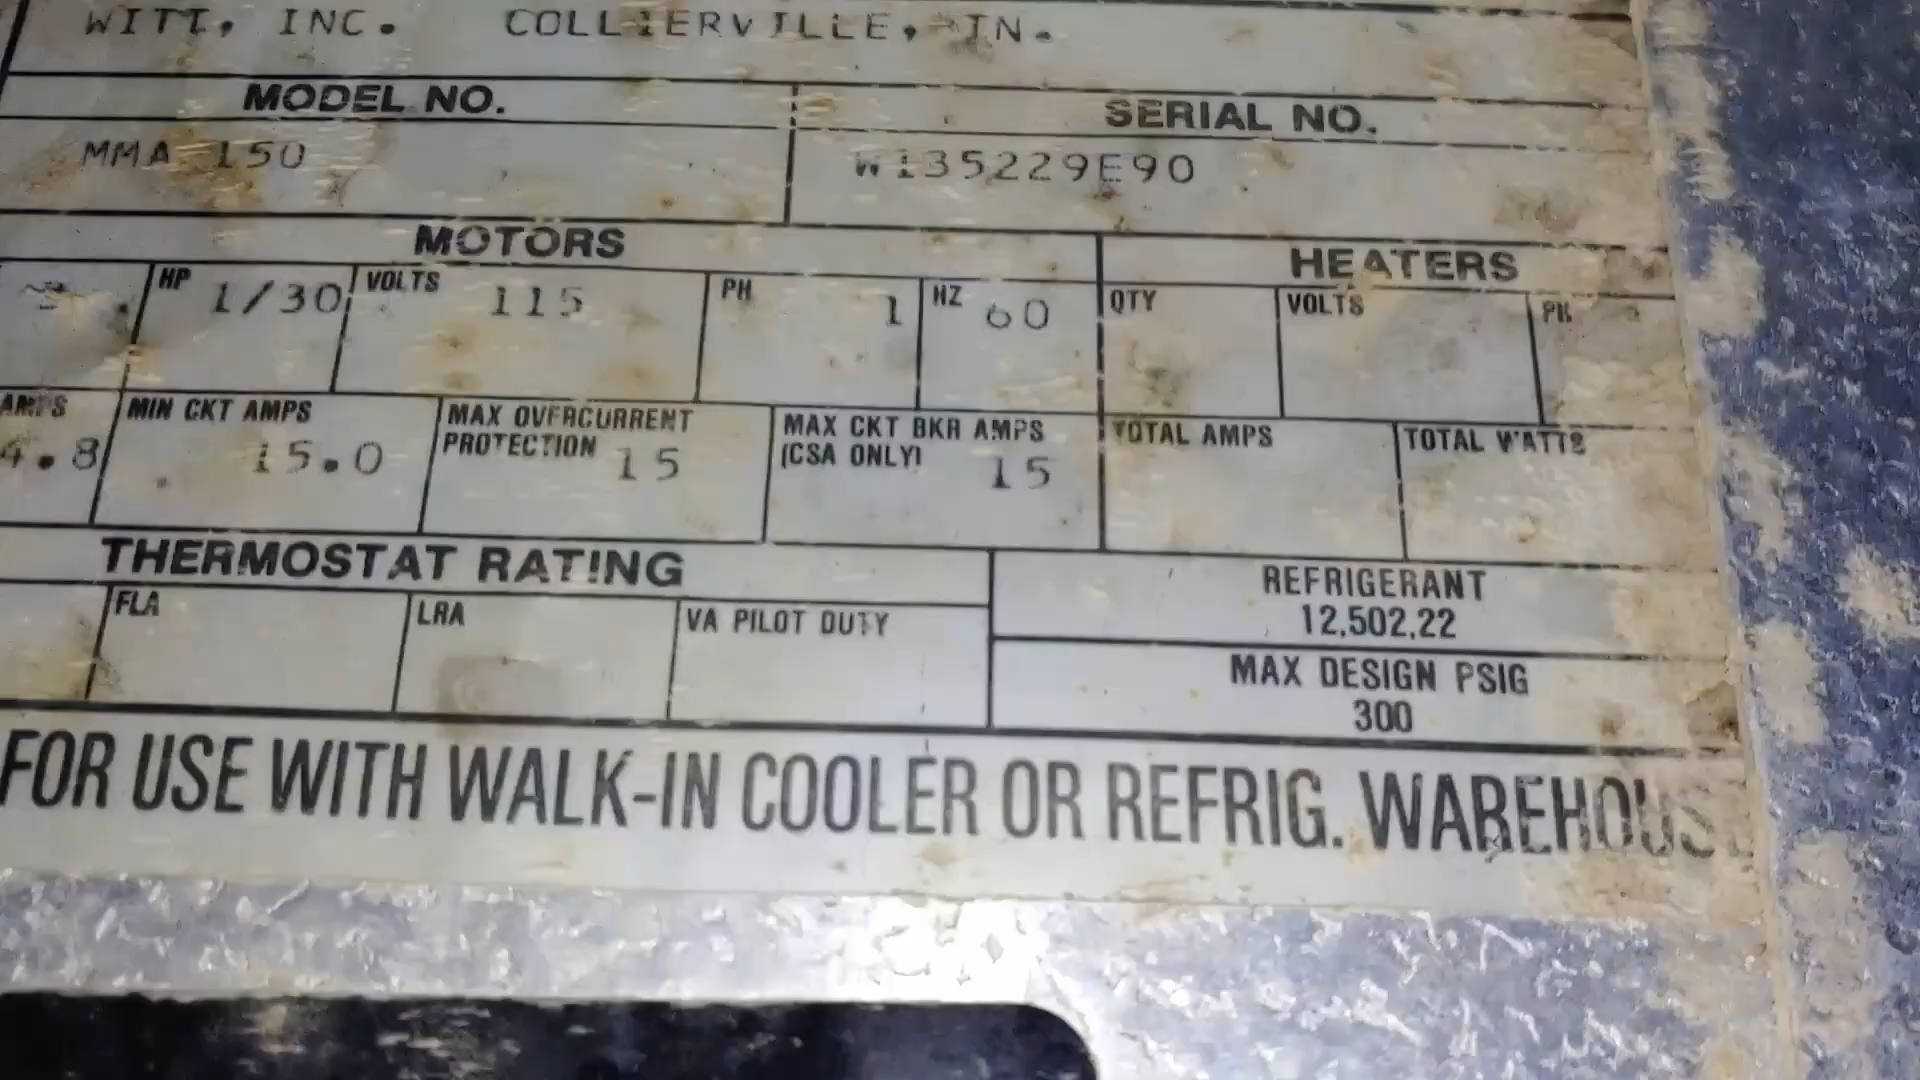 WITT, INC. COLLIERVILLE, TN.
MODEL NO. SERIAL NO.
MMA 150 W135229E90
MOTORS HEATERS
HP 1/30 VOLTS 115 PH 1 HZ 60 QTY VOLTS PH
AMPS MIN CKT AMPS MAX OVERCURRENT MAX CKT BKR AMPS TOTAL AMPS TOTAL WATTS
4.8 15.0 PROTECTION 15 (CSA ONLY) 15
THERMOSTAT RATING REFRIGERANT
FLA LRA VA PILOT DUTY 12,502,22
MAX DESIGN PSIG
300
FOR USE WITH WALK-IN COOLER OR REFRIG. WAREHOUS